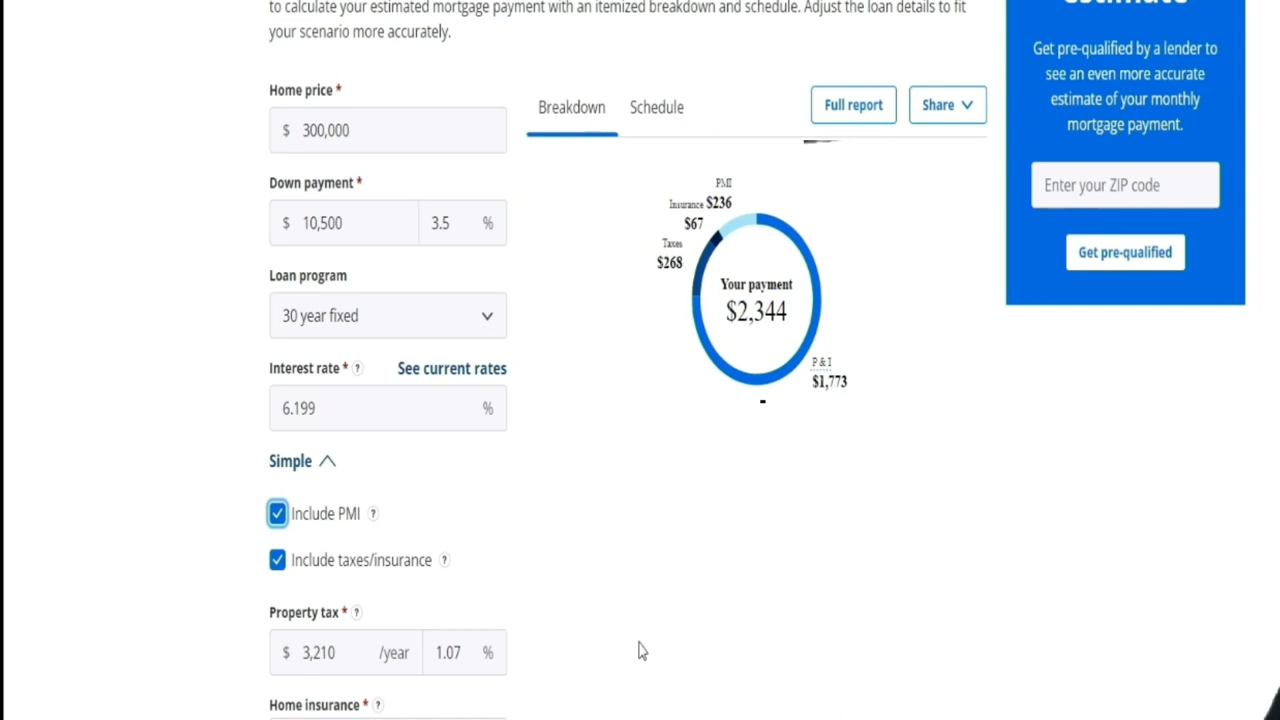 to calculate your estimated mortgage payment with an itemized breakdown and schedule. Adjust the loan details to fit
your scenario more accurately.
Home price *
$ 300,000
Down payment *
$ 10,500 3.5 %
Loan program
30 year fixed
Interest rate * ? See current rates
6.199 %
Simple
Include PMI ?
Include taxes/insurance ?
Property tax * ?
$ 3,210 /year 1.07 %
Home insurance * ?
Breakdown Schedule Full report Share
PMI
$236
Insurance
$67
Taxes
$268
Your payment
$2,344
P & I
$1,773
estimate
Get pre-qualified by a lender to
see an even more accurate
estimate of your monthly
mortgage payment.
Enter your ZIP code
Get pre-qualified